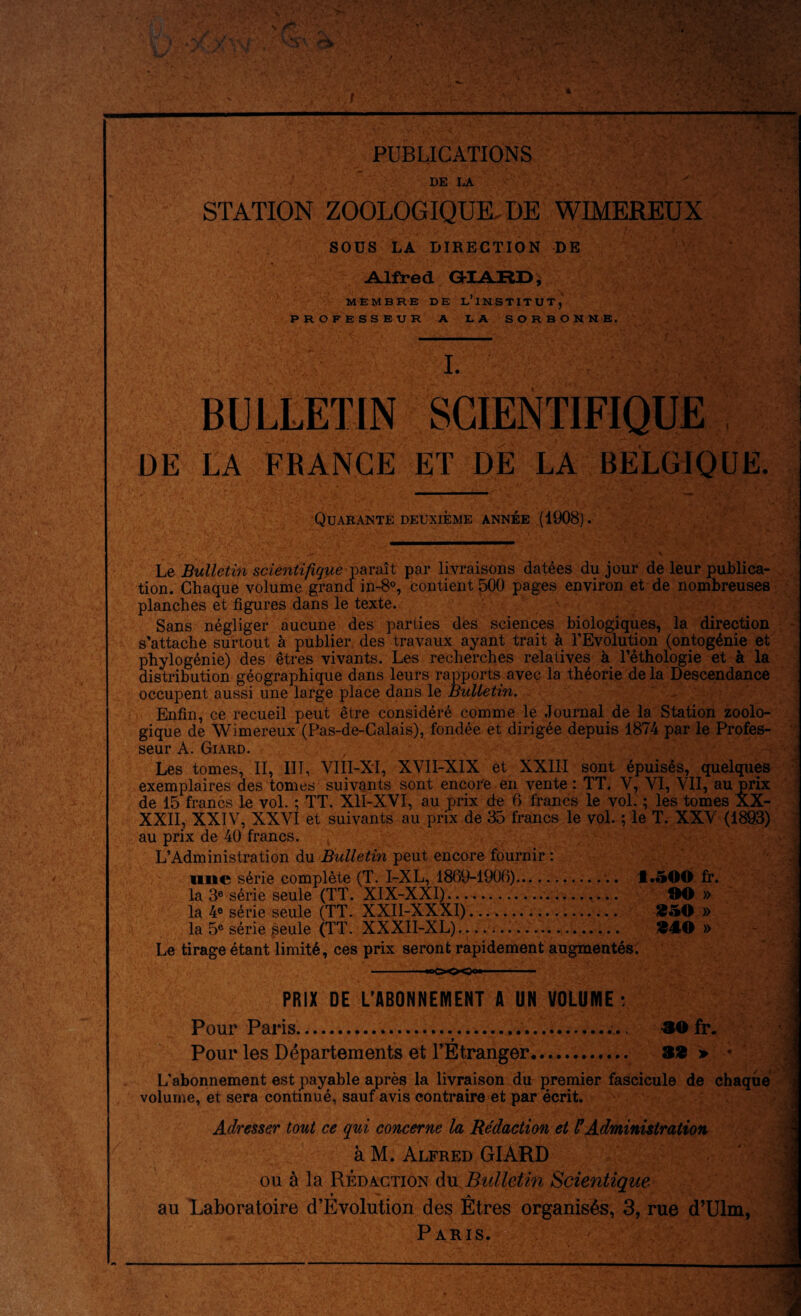 PUBLICATIONS
DE LA
STATION ZOOLOGIQUE DE WIMEREUX
SOUS LA DIRECTION DE
Alfred GIARD,
MEMBRE DE L'INSTITUT,
PROFESSEUR A LA SORBONNE.
I.
BULLETIN SCIENTIFIQUE
DE LA FRANCE ET DE LA BELGIQUE.
QUARANTE DEUXIÈME ANNÉE (1908).
Le Bulletin scientifique paraît par livraisons datées du jour de leur publica-
tion. Chaque volume grand in-8º, contient 500 pages environ et de nombreuses
planches et figures dans le texte.
Sans négliger aucune des parties des sciences biologiques, la direction
s'attache surtout à publier des travaux ayant trait à l'Evolution (ontogénie et
phylogénie) des êtres vivants. Les recherches relatives à l'éthologie et à la
distribution géographique dans leurs rapports avec la théorie de la Descendance
occupent aussi une large place dans le Bulletin.
Enfin, ce recueil peut être considéré comme le Journal de la Station zoolo-
gique de Wimereux (Pas-de-Calais), fondée et dirigée depuis 1874 par le Profes-
seur A. GIARD.
Les tomes, II, III, VIII-XI, XVII-XIX et XXIII sont épuisés, quelques
exemplaires des tomes suivants sont encore en vente : TT. V, VI, VII, au prix
de 15 francs le vol. ; TT. XII-XVI, au prix de 6 francs le vol. ; les tomes XX-
XXII, XXIV, XXVI et suivants au prix de 35 francs le vol. ; le T. XXV (1893)
au prix de 40 francs.
L'Administration du Bulletin peut encore fournir :
une série complète (T. I-XL, 1869-1906)............... 1.500 fr.
la 3e série seule (TT. XIX-XXI)........................ 90 »
la 4e série seule (TT. XXII-XXXI)...................... 250 »
la 5e série seule (TT. XXXII-XL)....................... 240 »
Le tirage étant limité, ces prix seront rapidement augmentés.
PRIX DE L'ABONNEMENT A UN VOLUME :
Pour Paris............................................. 30 fr.
Pour les Départements et l'Étranger............ 32 »
L'abonnement est payable après la livraison du premier fascicule de chaque
volume, et sera continué, sauf avis contraire et par écrit.
Adresser tout ce qui concerne la Rédaction et l'Administration
à M. ALFRED GIARD
ou à la RÉDACTION du Bulletin Scientique
au Laboratoire d'Évolution des Êtres organisés, 3, rue d'Ulm,
PARIS.